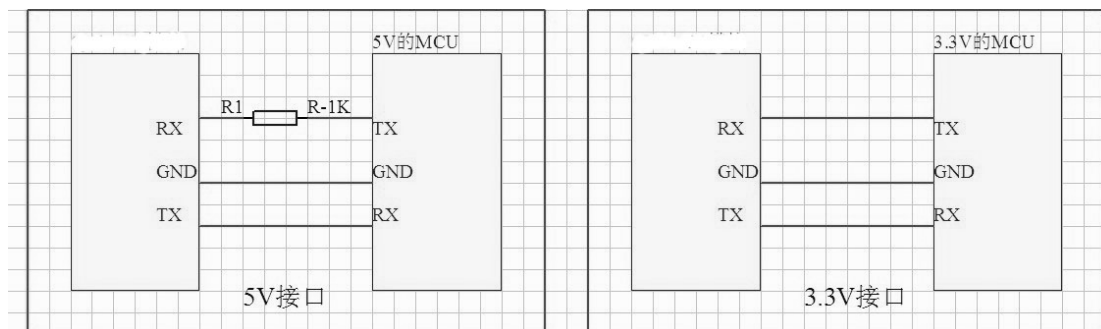 5V的MCU
R1 R-1K
RX TX
GND GND
TX RX
5V接口
3.3V的MCU
RX TX
GND GND
TX RX
3.3V接口